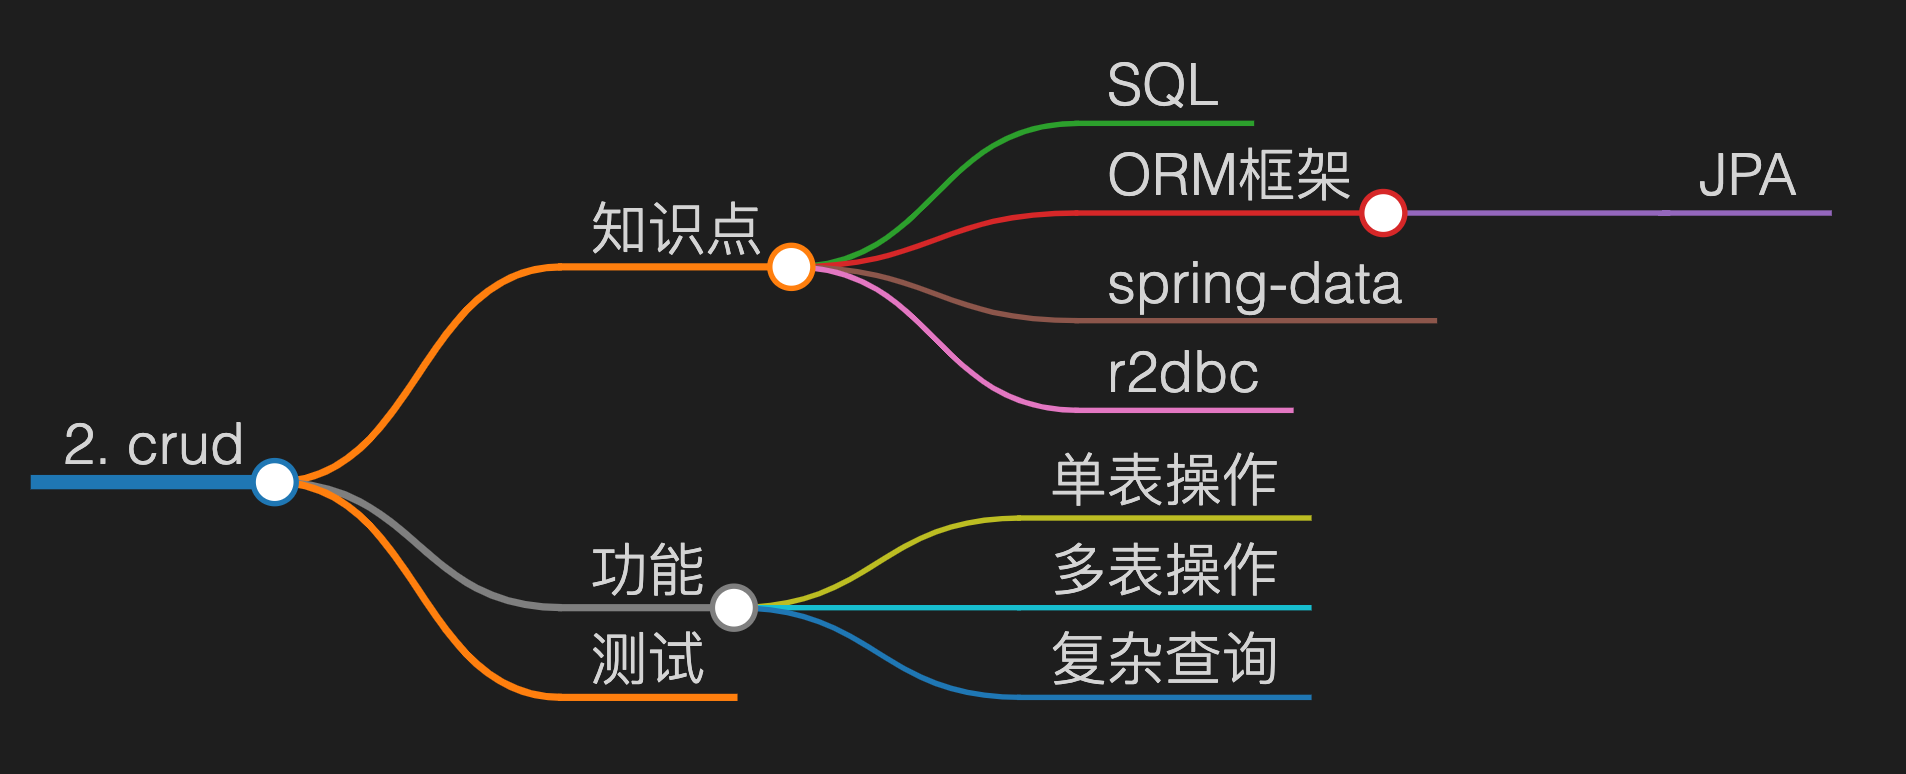 2. crud
知识点
SQL
ORM框架
JPA
spring-data
r2dbc
功能
单表操作
多表操作
复杂查询
测试